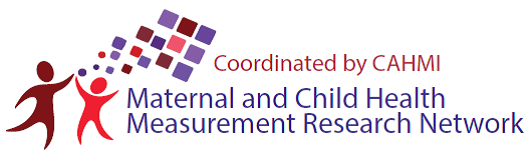 Coordinated by CAHMI
Maternal and Child Health
Measurement Research Network